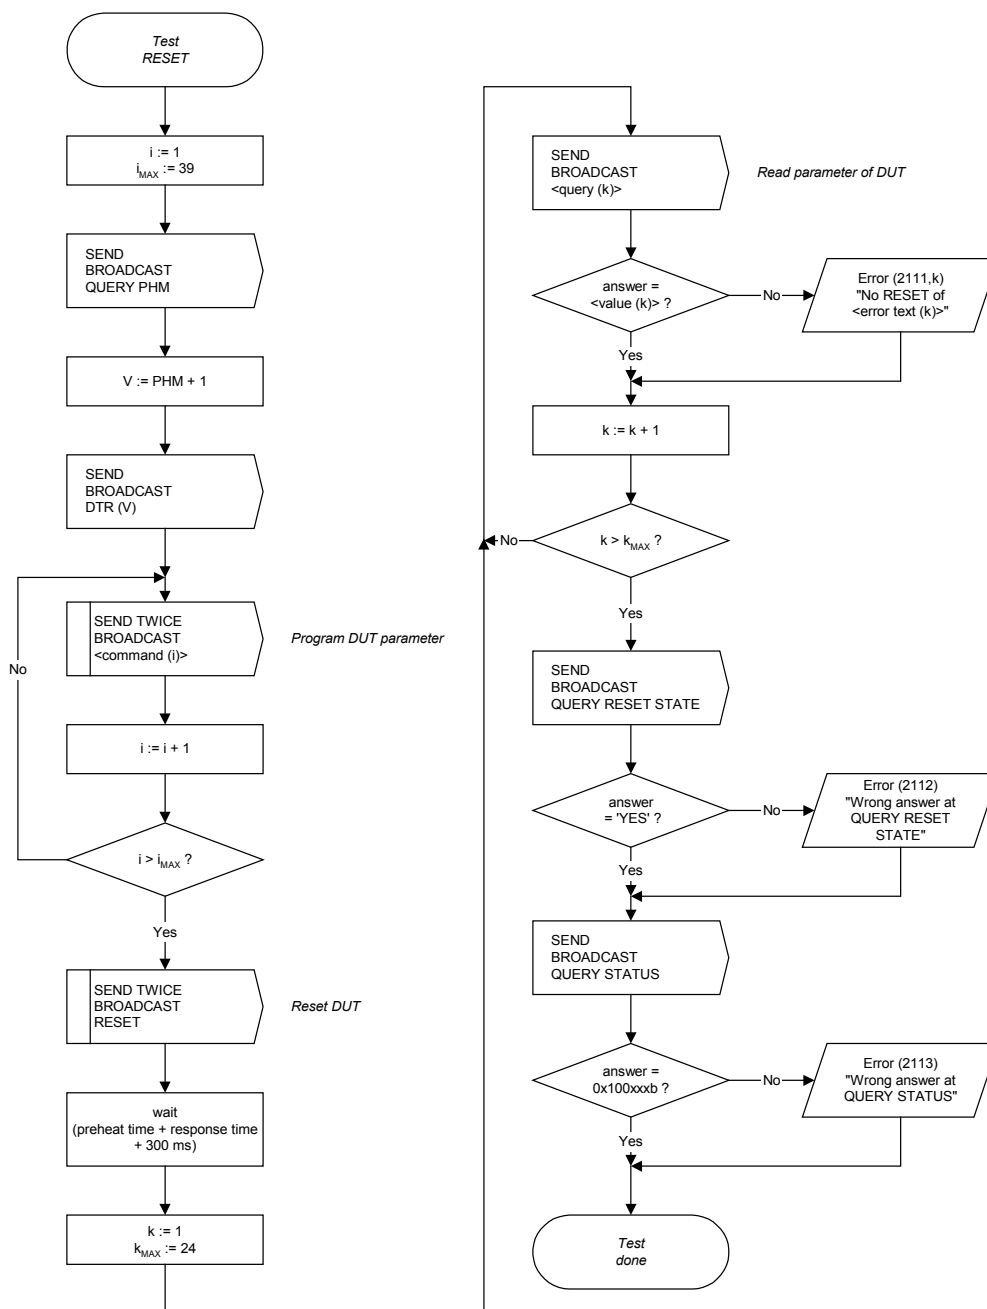 Test
RESET
i := 1
iMAX := 39
SEND
BROADCAST
QUERY PHM
V := PHM + 1
SEND
BROADCAST
DTR (V)
SEND TWICE
BROADCAST
<command (i)>
Program DUT parameter
No
i := i + 1
i > iMAX ?
Yes
SEND TWICE
BROADCAST
RESET
Reset DUT
wait
(preheat time + response time
+ 300 ms)
k := 1
kMAX := 24
SEND
BROADCAST
<query (k)>
Read parameter of DUT
answer =
<value (k)> ?
No
Error (2111,k)
"No RESET of
<error text (k)>"
Yes
k := k + 1
k > kMAX ?
No
Yes
SEND
BROADCAST
QUERY RESET STATE
answer
= 'YES' ?
No
Error (2112)
"Wrong answer at
QUERY RESET
STATE"
Yes
SEND
BROADCAST
QUERY STATUS
answer =
0x100xxxb ?
No
Error (2113)
"Wrong answer at
QUERY STATUS"
Yes
Test
done